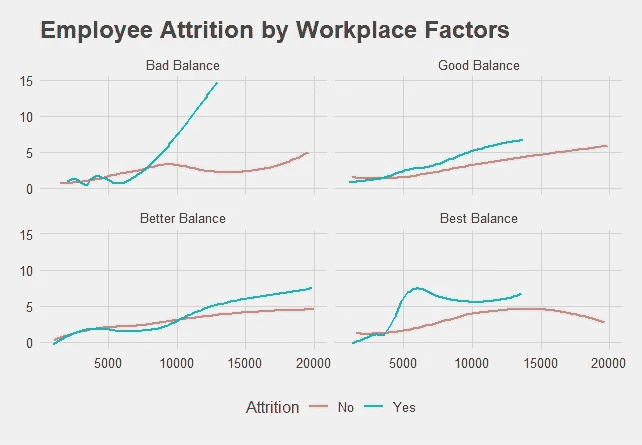 Employee Attrition by Workplace Factors
Bad Balance Good Balance
15
10
5
0
Better Balance Best Balance
15
10
5
0
5000 10000 15000 20000 5000 10000 15000 20000
Attrition No Yes